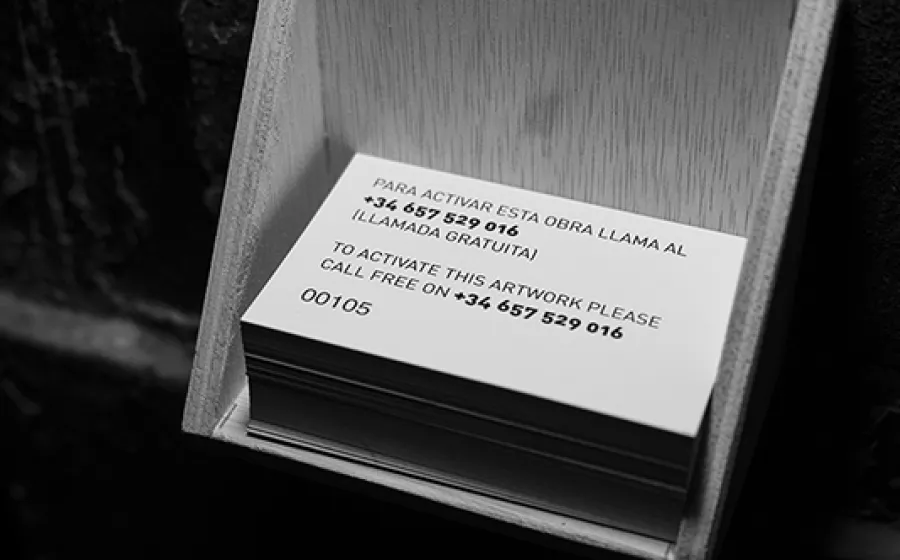 PARA ACTIVAR ESTA OBRA LLAMA AL
+34 657 529 016
(LLAMADA GRATUITA)
TO ACTIVATE THIS ARTWORK PLEASE
CALL FREE ON +34 657 529 016
00105